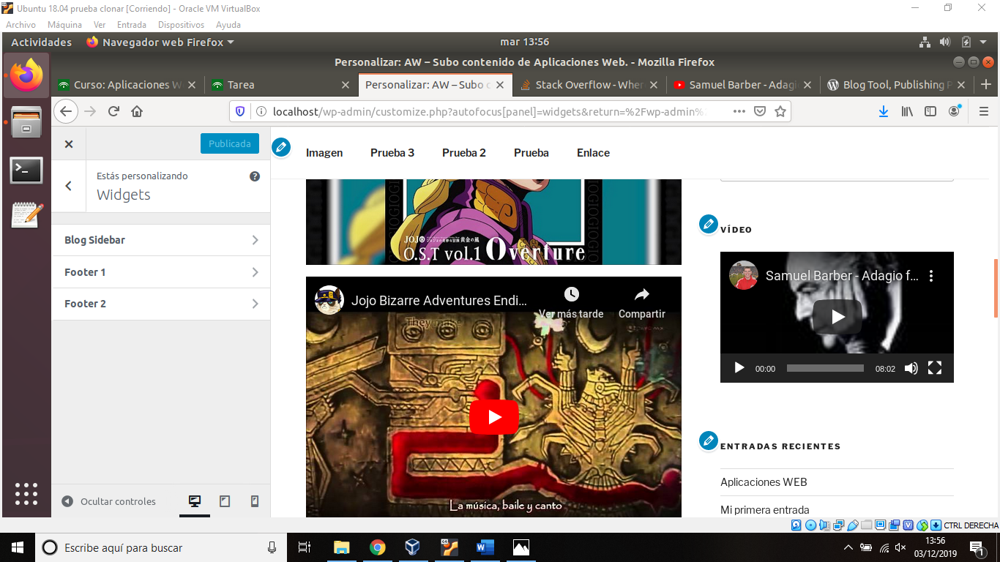 Ubuntu 18.04 prueba clonar [Corriendo] - Oracle VM VirtualBox
Archivo Máquina Ver Entrada Dispositivos Ayuda
Actividades Navegador web Firefox mar 13:56
Personalizar: AW – Subo contenido de Aplicaciones Web. - Mozilla Firefox
Curso: Aplicaciones W Tarea Personalizar: AW – Subo c Stack Overflow - Wher Samuel Barber - Adagi Blog Tool, Publishing P
localhost/wp-admin/customize.php?autofocus[panel]=widgets&return=%2Fwp-admin%2
Publicada
Imagen Prueba 3 Prueba 2 Prueba Enlace
Estás personalizando
Widgets
Blog Sidebar
Footer 1
Footer 2
Ocultar controles
JOJO
O.S.T vol.1 Overture
Jojo Bizarre Adventures Endi...
Ver más tarde Compartir
La música, baile y canto
VÍDEO
Samuel Barber - Adagio f...
00:00 08:02
ENTRADAS RECIENTES
Aplicaciones WEB
Mi primera entrada
CTRL DERECHA
Escribe aquí para buscar
13:56
03/12/2019
1